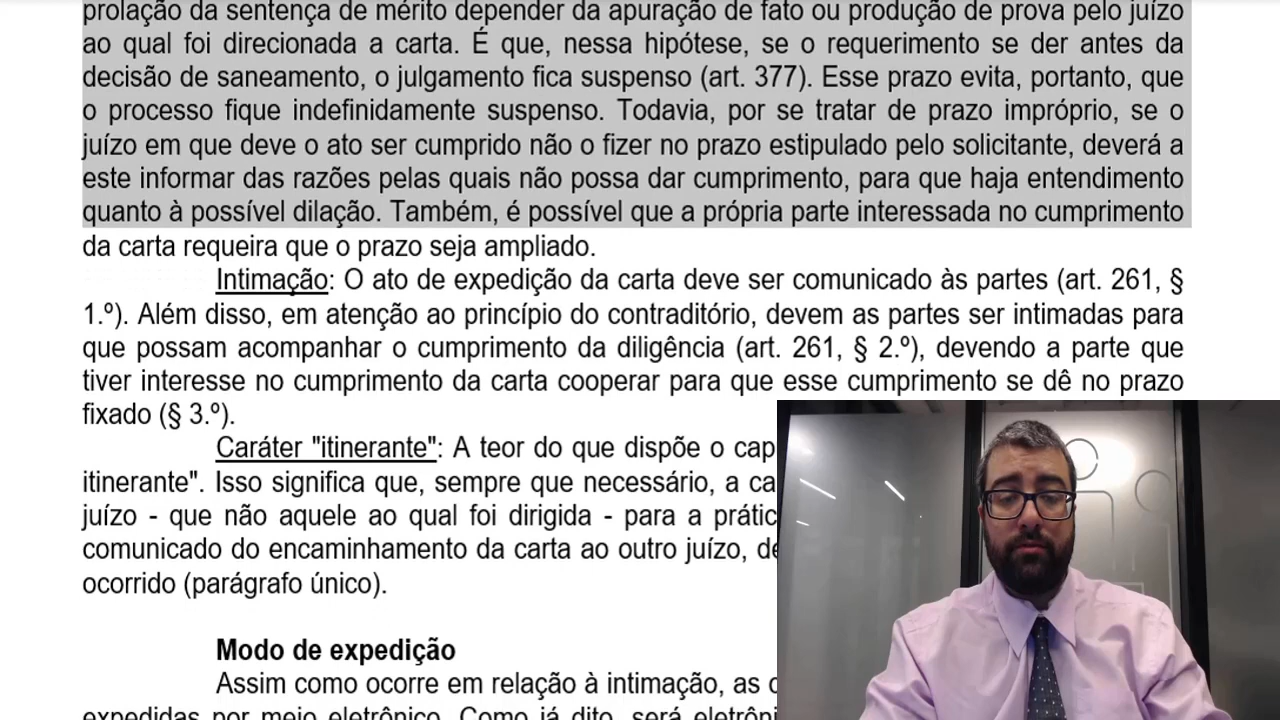 prolação da sentença de mérito depender da apuração de fato ou produção de prova pelo juízo
ao qual foi direcionada a carta. É que, nessa hipótese, se o requerimento se der antes da
decisão de saneamento, o julgamento fica suspenso (art. 377). Esse prazo evita, portanto, que
o processo fique indefinidamente suspenso. Todavia, por se tratar de prazo impróprio, se o
juízo em que deve o ato ser cumprido não o fizer no prazo estipulado pelo solicitante, deverá a
este informar das razões pelas quais não possa dar cumprimento, para que haja entendimento
quanto à possível dilação. Também, é possível que a própria parte interessada no cumprimento
da carta requeira que o prazo seja ampliado.
Intimação: O ato de expedição da carta deve ser comunicado às partes (art. 261, §
1.º). Além disso, em atenção ao princípio do contraditório, devem as partes ser intimadas para
que possam acompanhar o cumprimento da diligência (art. 261, § 2.º), devendo a parte que
tiver interesse no cumprimento da carta cooperar para que esse cumprimento se dê no prazo
fixado (§ 3.º).
Caráter "itinerante": A teor do que dispõe o cap
itinerante". Isso significa que, sempre que necessário, a ca
juízo - que não aquele ao qual foi dirigida - para a prátic
comunicado do encaminhamento da carta ao outro juízo, de
ocorrido (parágrafo único).
Modo de expedição
Assim como ocorre em relação à intimação, as c
expedidas por meio eletrônico. Como já dito, será eletrôni